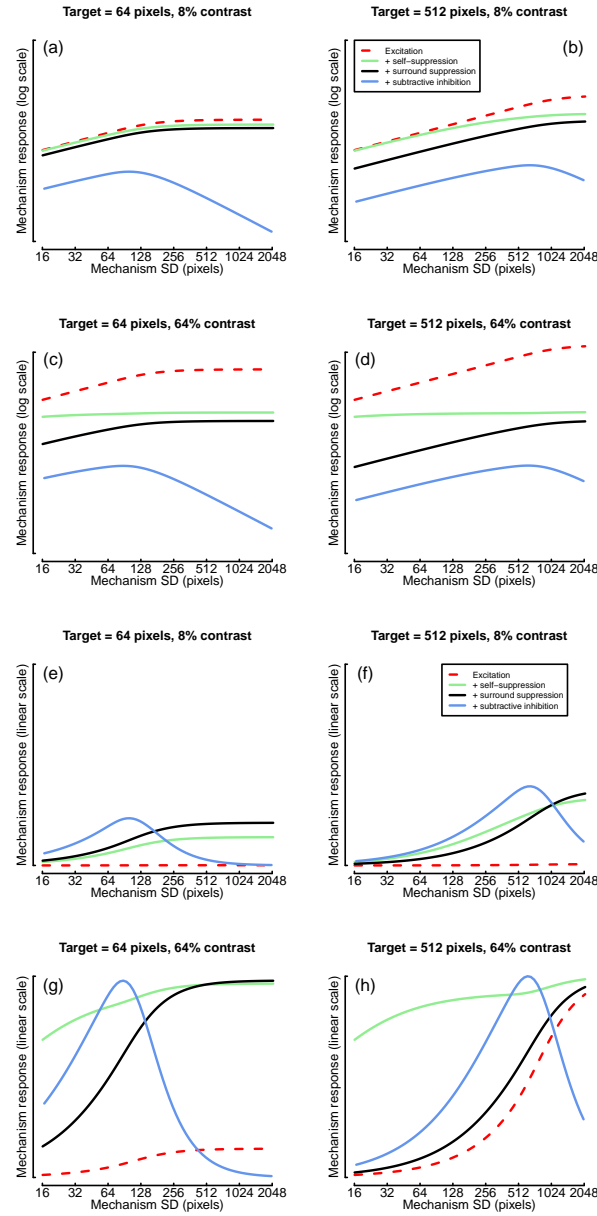 Target = 64 pixels, 8% contrast
(a)
Mechanism response (log scale)
16 32 64 128 256 512 1024 2048
Mechanism SD (pixels)
Target = 512 pixels, 8% contrast
(b)
Excitation
+ self−suppression
+ surround suppression
+ subtractive inhibition
Mechanism response (log scale)
16 32 64 128 256 512 1024 2048
Mechanism SD (pixels)
Target = 64 pixels, 64% contrast
(c)
Mechanism response (log scale)
16 32 64 128 256 512 1024 2048
Mechanism SD (pixels)
Target = 512 pixels, 64% contrast
(d)
Mechanism response (log scale)
16 32 64 128 256 512 1024 2048
Mechanism SD (pixels)
Target = 64 pixels, 8% contrast
(e)
Mechanism response (linear scale)
16 32 64 128 256 512 1024 2048
Mechanism SD (pixels)
Target = 512 pixels, 8% contrast
(f)
Excitation
+ self−suppression
+ surround suppression
+ subtractive inhibition
Mechanism response (linear scale)
16 32 64 128 256 512 1024 2048
Mechanism SD (pixels)
Target = 64 pixels, 64% contrast
(g)
Mechanism response (linear scale)
16 32 64 128 256 512 1024 2048
Mechanism SD (pixels)
Target = 512 pixels, 64% contrast
(h)
Mechanism response (linear scale)
16 32 64 128 256 512 1024 2048
Mechanism SD (pixels)